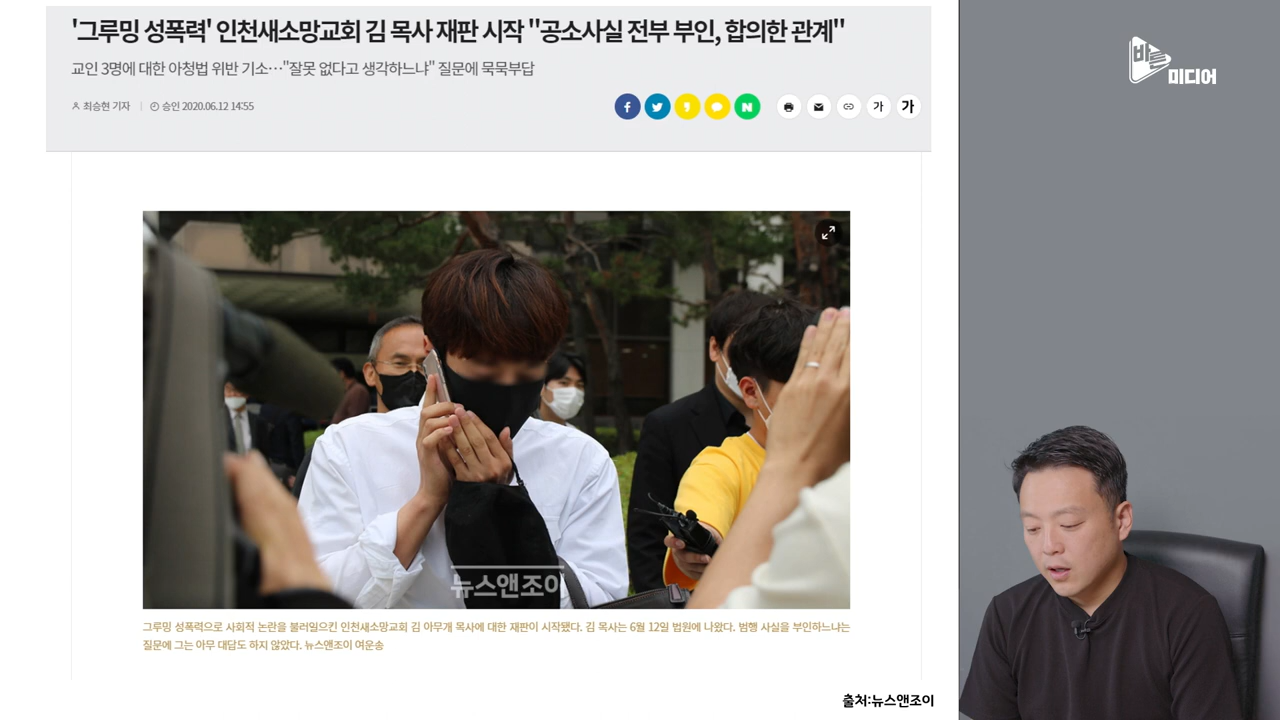 '그루밍 성폭력' 인천새소망교회 김 목사 재판 시작 "공소사실 전부 부인, 합의한 관계"
교인 3명에 대한 아청법 위반 기소…"잘못 없다고 생각하느냐" 질문에 묵묵부답
최승현 기자 | 승인 2020.06.12 14:55
가 가
바른
미디어
뉴스앤조이
그루밍 성폭력으로 사회적 논란을 불러일으킨 인천새소망교회 김 아무개 목사에 대한 재판이 시작됐다. 김 목사는 6월 12일 법원에 나왔다. 범행 사실을 부인하느냐는
질문에 그는 아무 대답도 하지 않았다. 뉴스앤조이 여운송
출처:뉴스앤조이